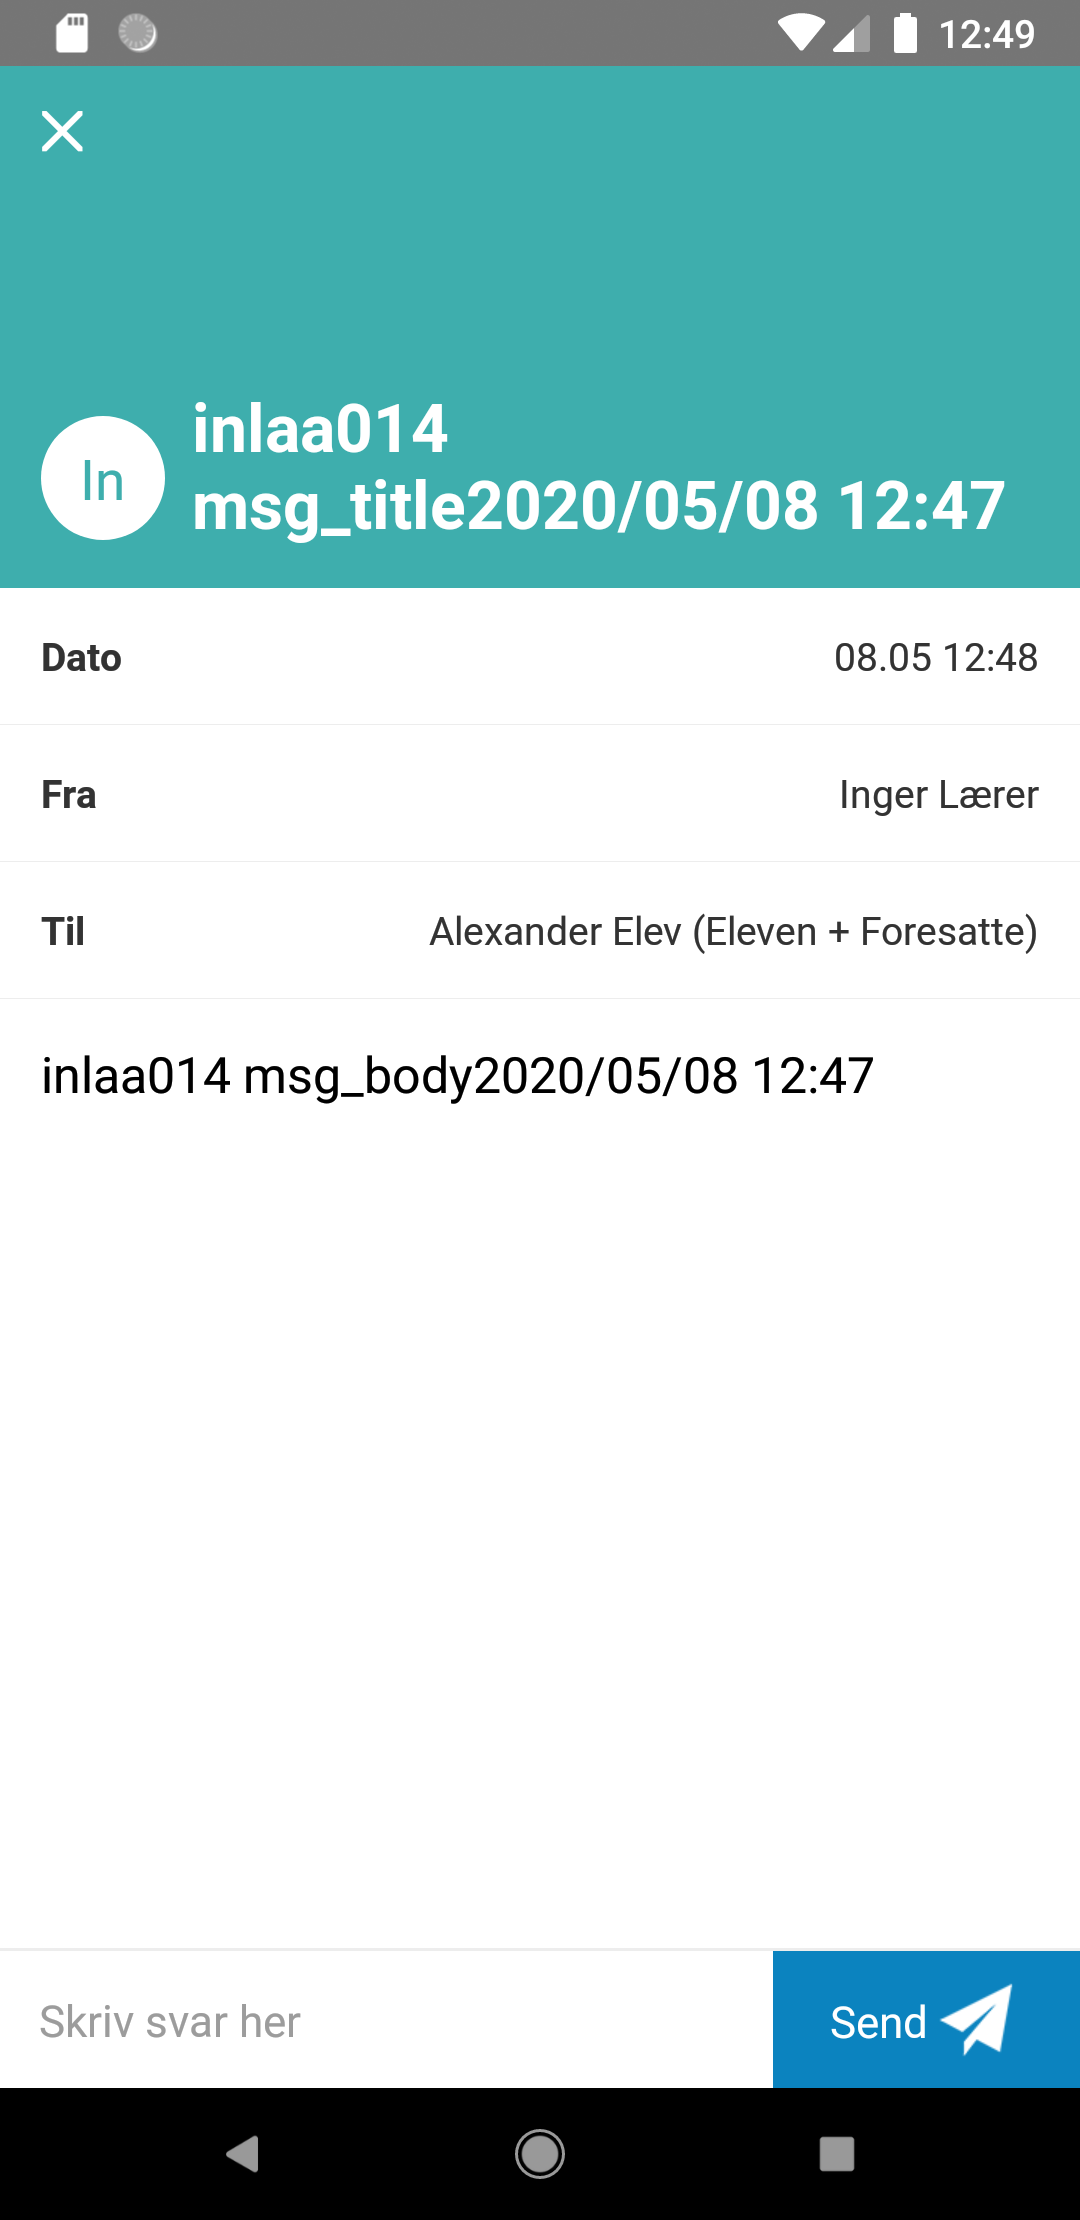 12:49
In
inlaa014
msg_title2020/05/08 12:47
Dato 08.05 12:48
Fra Inger Lærer
Til Alexander Elev (Eleven + Foresatte)
inlaa014 msg_body2020/05/08 12:47
Skriv svar her
Send